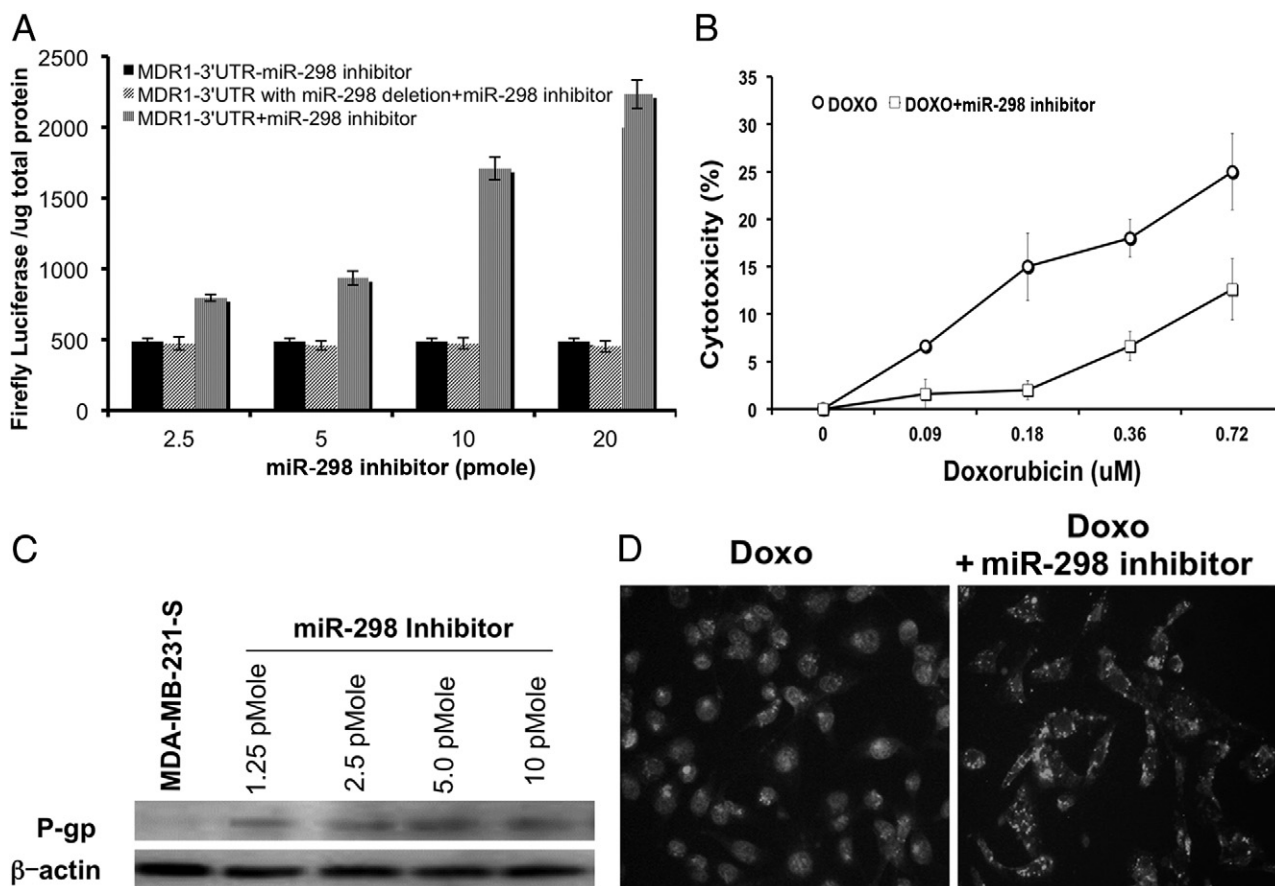 A
Firefly Luciferase /ug total protein
2500
2000
1500
1000
500
0
MDR1-3'UTR-miR-298 inhibitor
MDR1-3'UTR with miR-298 deletion+miR-298 inhibitor
MDR1-3'UTR+miR-298 inhibitor
2.5 5 10 20
miR-298 inhibitor (pmole)
B
Cytotoxicity (%)
35
30
25
20
15
10
5
0
DOXO DOXO+miR-298 inhibitor
0 0.09 0.18 0.36 0.72
Doxorubicin (uM)
C
MDA-MB-231-S
miR-298 Inhibitor
1.25 pMole
2.5 pMole
5.0 pMole
10 pMole
P-gp
β-actin
D
Doxo
Doxo
+ miR-298 inhibitor